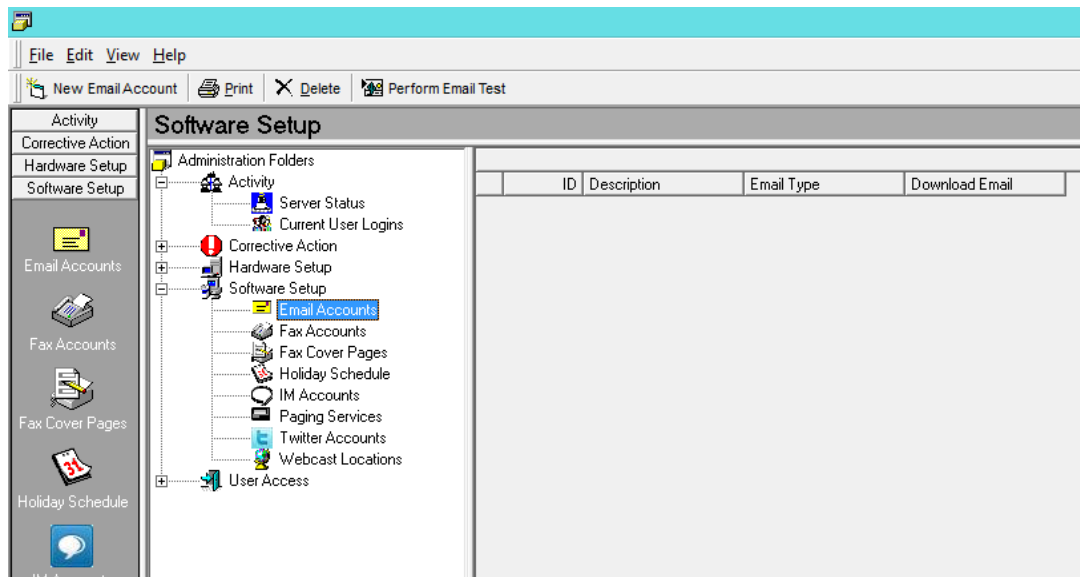 File Edit View Help
New Email Account Print Delete Perform Email Test
Activity
Corrective Action
Hardware Setup
Software Setup
Email Accounts
Fax Accounts
Fax Cover Pages
31
Holiday Schedule
Software Setup
Administration Folders
Activity
Server Status
Current User Logins
Corrective Action
Hardware Setup
Software Setup
Email Accounts
Fax Accounts
Fax Cover Pages
Holiday Schedule
IM Accounts
Paging Services
Twitter Accounts
Webcast Locations
User Access
ID Description Email Type Download Email